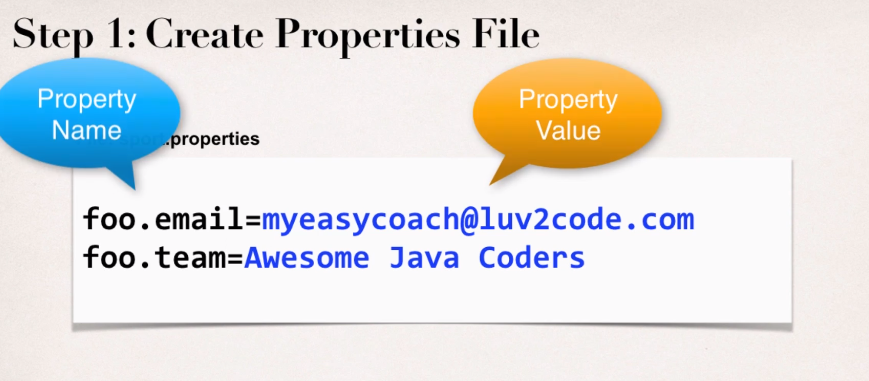 Step 1: Create Properties File
Property
Name
Property
Value
sport.properties
foo.email=myeasycoach@luv2code.com
foo.team=Awesome Java Coders